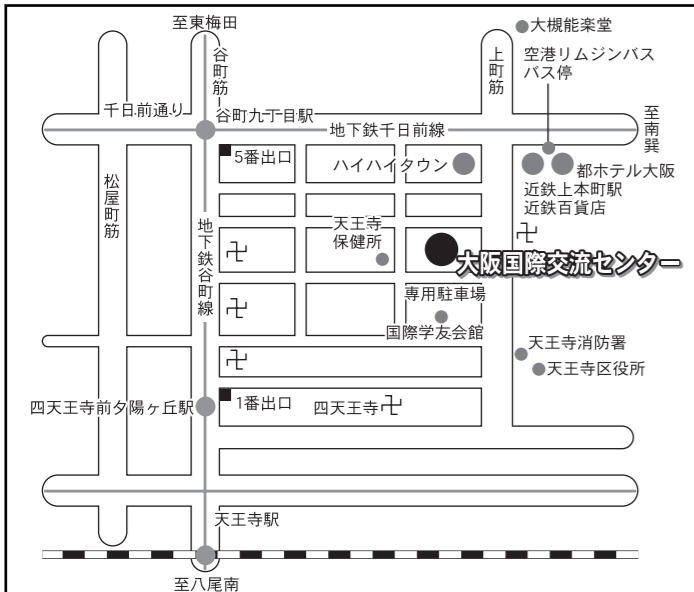 至東梅田
大槻能楽堂
谷町筋
上町筋
空港リムジンバス
バス停
至南巽
千日前通り
谷町九丁目駅
地下鉄千日前線
5番出口
ハイハイタウン
都ホテル大阪
近鉄上本町駅
近鉄百貨店
松屋町筋
地下鉄谷町線
天王寺
保健所
卍
卍
大阪国際交流センター
専用駐車場
卍
国際学友会館
天王寺消防署
卍
天王寺区役所
四天王寺前夕陽ヶ丘駅
1番出口
四天王寺卍
天王寺駅
至八尾南